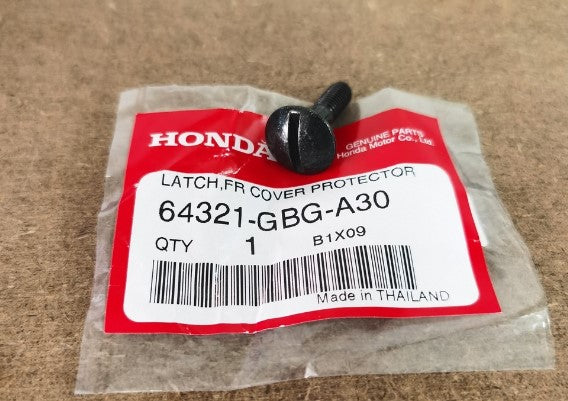 HONDA
GENUINE PARTS
Honda Motor Co., Ltd.
LATCH,FR COVER PROTECTOR
64321-GBG-A30
QTY 1 B1X09
Made in THAILAND